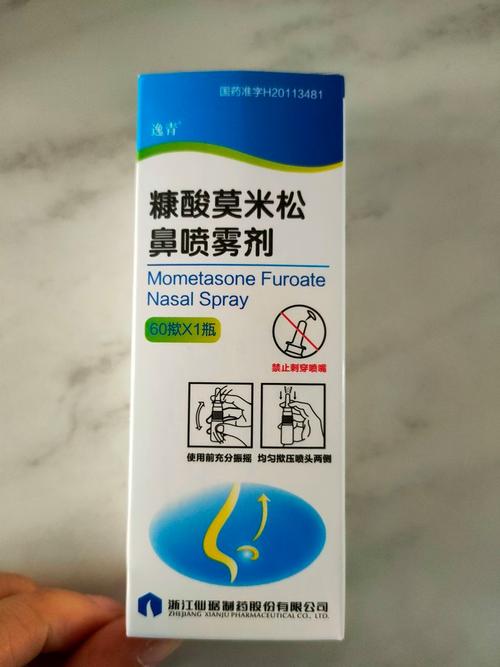 国药准字H20113481
逸青®
糠酸莫米松
鼻喷雾剂
Mometasone Furoate
Nasal Spray
60揿X1瓶
禁止刺穿喷嘴
使用前充分振摇 均匀揿压喷头两侧
浙江仙琚制药股份有限公司
ZHEJIANG XIANJU PHARMACEUTICAL CO., LTD.